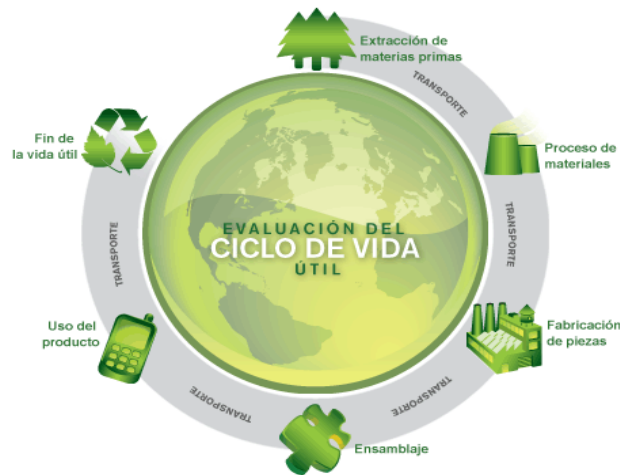 Extracción de
materias primas
TRANSPORTE
Proceso de
materiales
TRANSPORTE
Fabricación
de piezas
TRANSPORTE
Ensamblaje
TRANSPORTE
Uso del
producto
TRANSPORTE
Fin de
la vida útil
EVALUACIÓN DEL
CICLO DE VIDA
ÚTIL